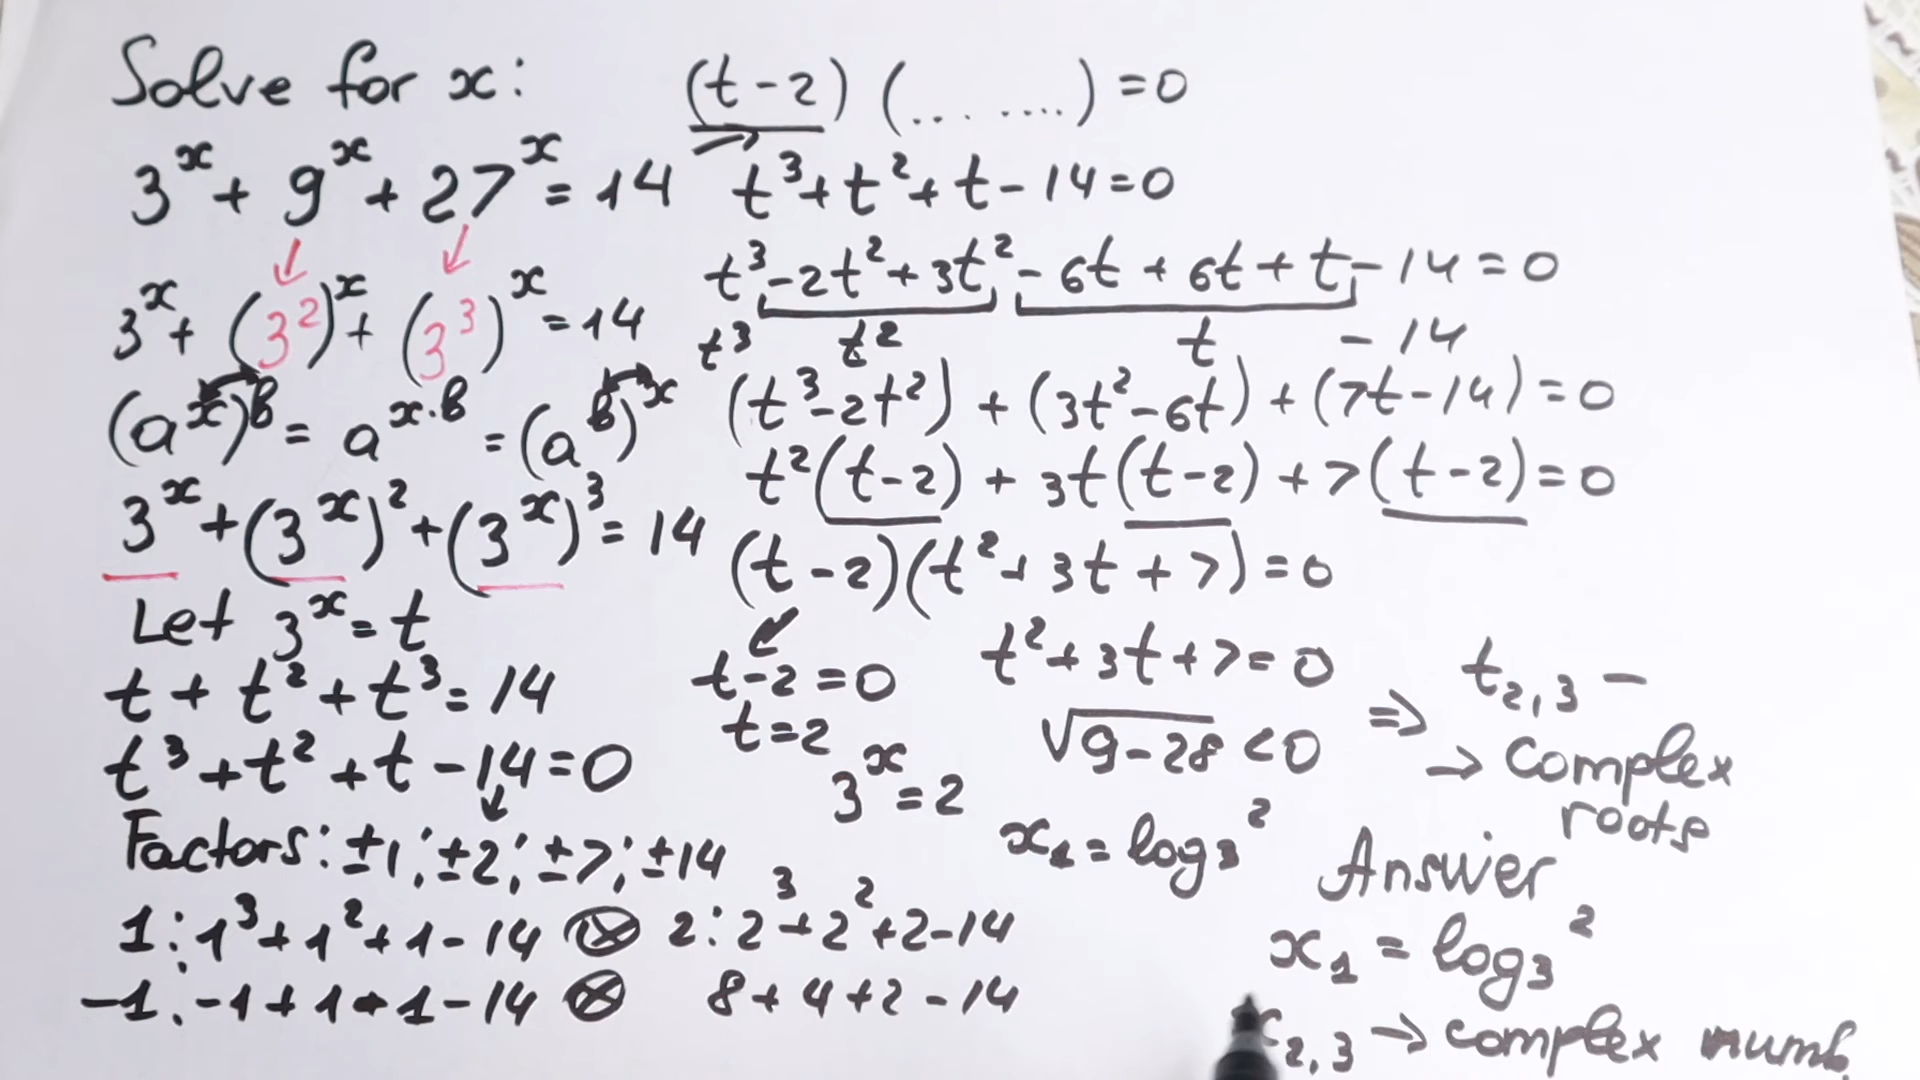 Solve for x:
3^x + 9^x + 27^x = 14
3^x + (3^2)^x + (3^3)^x = 14
(a^x)^b = a^(x·b) = (a^b)^x
3^x + (3^x)^2 + (3^x)^3 = 14
Let 3^x = t
t + t^2 + t^3 = 14
t^3 + t^2 + t - 14 = 0
Factors: ±1; ±2; ±7; ±14
1: 1^3 + 1^2 + 1 - 14 ⊗
-1: -1 + 1 + 1 - 14 ⊗
2: 2^3 + 2^2 + 2 - 14
8 + 4 + 2 - 14
(t - 2) (... ....) = 0
t^3 + t^2 + t - 14 = 0
t^3 - 2t^2 + 3t^2 - 6t + 6t + t - 14 = 0
t^3 t^2 t - 14
(t^3 - 2t^2) + (3t^2 - 6t) + (7t - 14) = 0
t^2(t - 2) + 3t(t - 2) + 7(t - 2) = 0
(t - 2)(t^2 + 3t + 7) = 0
t - 2 = 0
t = 2
3^x = 2
x₁ = log₃ 2
t^2 + 3t + 7 = 0
√9 - 28 < 0
⇒ t₂,₃ -
→ complex
roots
Answer
x₁ = log₃ 2
x₂,₃ → complex numb.